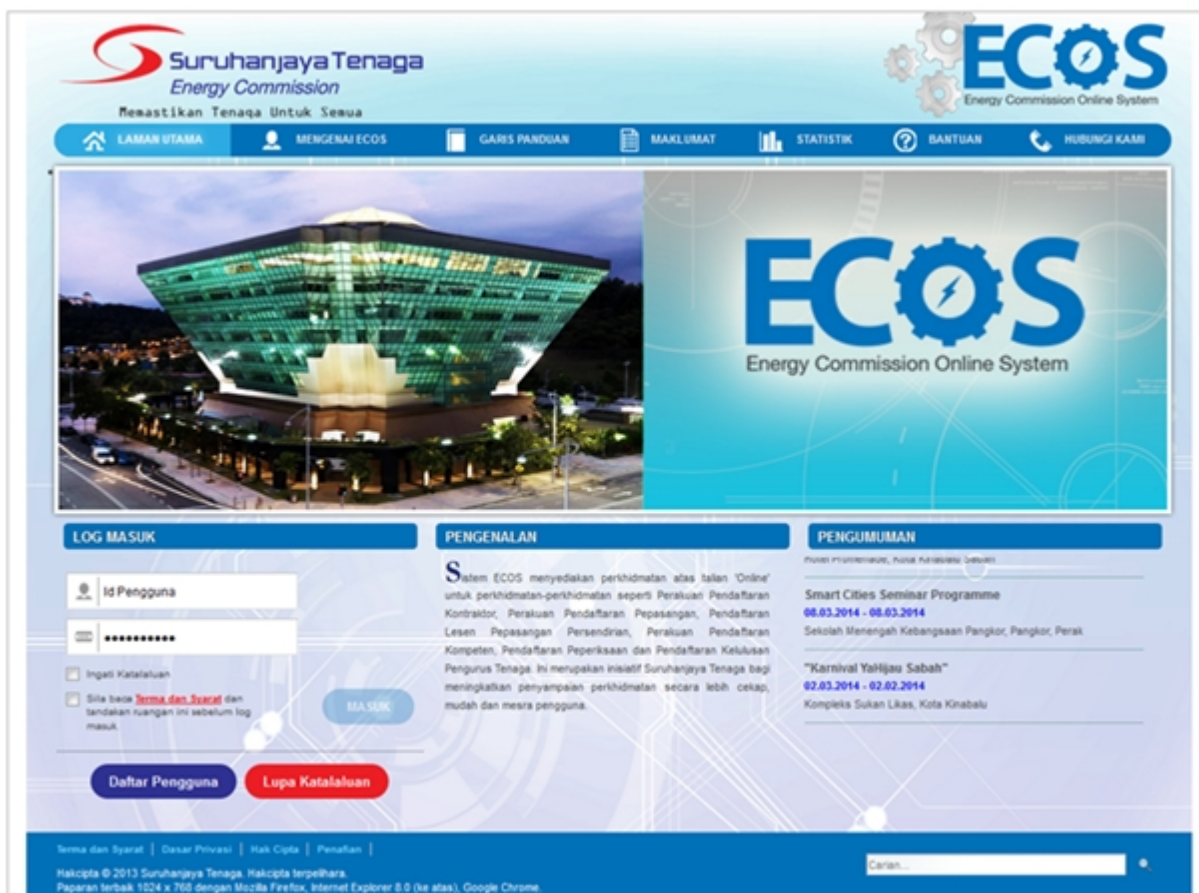 Suruhanjaya Tenaga
Energy Commission
Memastikan Tenaga Untuk Semua
ECOS
Energy Commission Online System
LAMAN UTAMA
MENGENAI ECOS
GARIS PANDUAN
MAKLUMAT
STATISTIK
BANTUAN
HUBUNGI KAMI
ECOS
Energy Commission Online System
LOG MASUK
Id Pengguna
Ingati Katalaluan
Sila baca Terma dan Syarat dan
tandakan ruangan ini sebelum log
masuk.
MASUK
Daftar Pengguna
Lupa Katalaluan
PENGENALAN
Sistem ECOS menyediakan perkhidmatan atas talian 'Online'
untuk perkhidmatan-perkhidmatan seperti Perakuan Pendaftaran
Kontraktor, Perakuan Pendaftaran Pepasangan, Pendaftaran
Lesen Pepasangan Persendirian, Perakuan Pendaftaran
Kompeten, Pendaftaran Peperiksaan dan Pendaftaran Kelulusan
Pengurus Tenaga. Ini merupakan inisiatif Suruhanjaya Tenaga bagi
meningkatkan penyampaian perkhidmatan secara lebih cekap,
mudah dan mesra pengguna.
PENGUMUMAN
Hotel Promenade, Kota Kinabalu Sabah
Smart Cities Seminar Programme
08.03.2014 - 08.03.2014
Sekolah Menengah Kebangsaan Pangkor, Pangkor, Perak
"Karnival YaHijau Sabah"
02.03.2014 - 02.02.2014
Kompleks Sukan Likas, Kota Kinabalu
Terma dan Syarat | Dasar Privasi | Hak Cipta | Penafian |
Hakcipta © 2013 Suruhanjaya Tenaga. Hakcipta terpelihara.
Paparan terbaik 1024 x 768 dengan Mozilla Firefox, Internet Explorer 8.0 (ke atas), Google Chrome.
Carian...